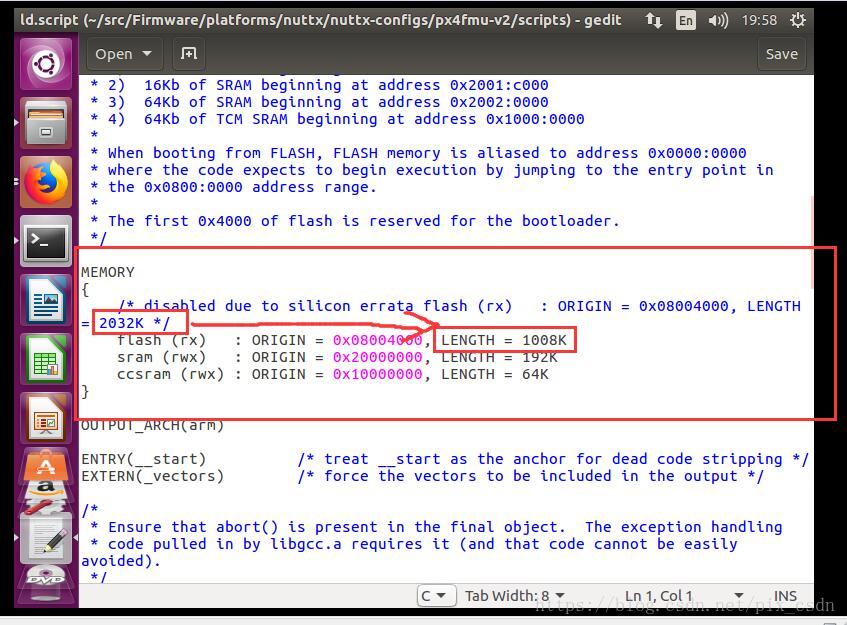 ld.script (~/src/Firmware/platforms/nuttx/nuttx-configs/px4fmu-v2/scripts) - gedit
En
19:58
Open
Save
* 2)  16Kb of SRAM beginning at address 0x2001:c000
* 3)  64Kb of SRAM beginning at address 0x2002:0000
* 4)  64Kb of TCM SRAM beginning at address 0x1000:0000
*
* When booting from FLASH, FLASH memory is aliased to address 0x0000:0000
* where the code expects to begin execution by jumping to the entry point in
* the 0x0800:0000 address range.
*
* The first 0x4000 of flash is reserved for the bootloader.
*/
MEMORY
{
/* disabled due to silicon errata flash (rx)   : ORIGIN = 0x08004000, LENGTH
= 2032K */
flash (rx)   : ORIGIN = 0x08004000, LENGTH = 1008K
sram (rwx)  : ORIGIN = 0x20000000, LENGTH = 192K
ccsram (rwx) : ORIGIN = 0x10000000, LENGTH = 64K
}
OUTPUT_ARCH(arm)
ENTRY(__start)         /* treat __start as the anchor for dead code stripping */
EXTERN(_vectors)       /* force the vectors to be included in the output */
/*
* Ensure that abort() is present in the final object.  The exception handling
* code pulled in by libgcc.a requires it (and that code cannot be easily
avoided).
*/
C
Tab Width: 8
Ln 1, Col 1
INS
https://blog.csdn.net/pix_csdn